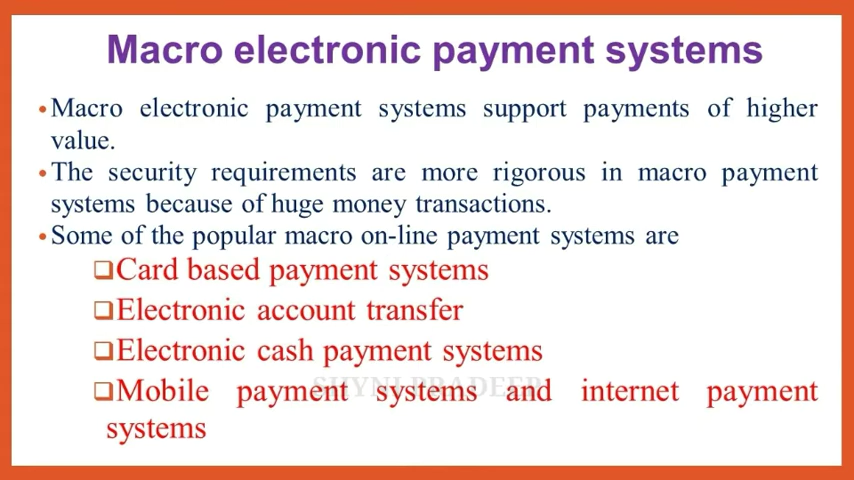 Macro electronic payment systems
•Macro electronic payment systems support payments of higher
value.
•The security requirements are more rigorous in macro payment
systems because of huge money transactions.
•Some of the popular macro on-line payment systems are
❑Card based payment systems
❑Electronic account transfer
❑Electronic cash payment systems
❑Mobile payment systems and internet payment
systems
SHYNI PRADEEP